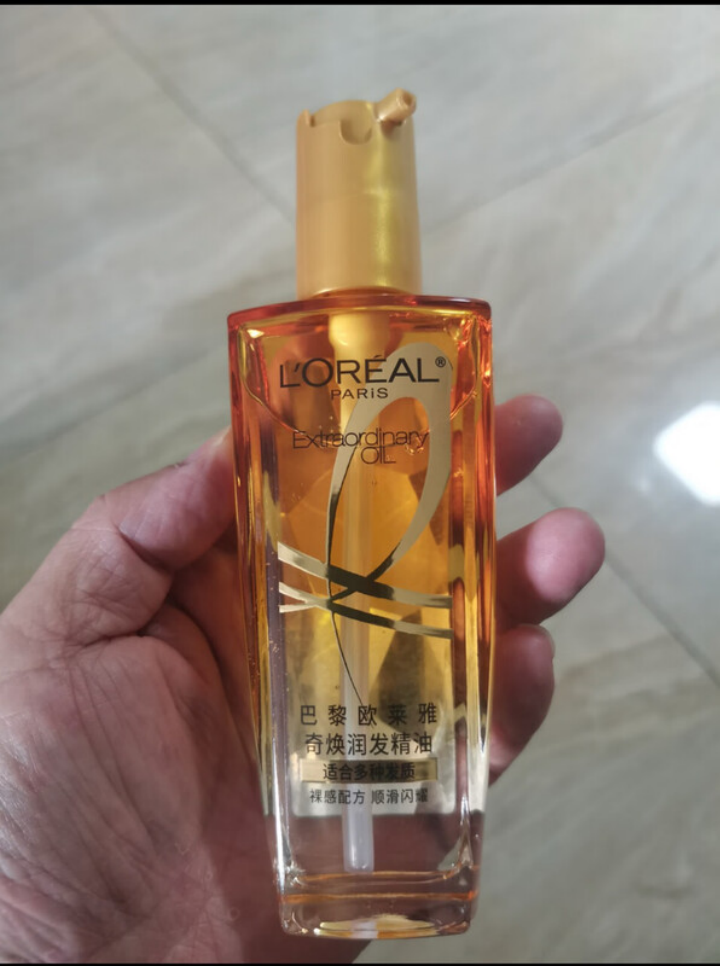 L'ORÉAL®
PARiS
Extraordinary
OIL
巴黎欧莱雅
奇焕润发精油
适合多种发质
裸感配方 顺滑闪耀